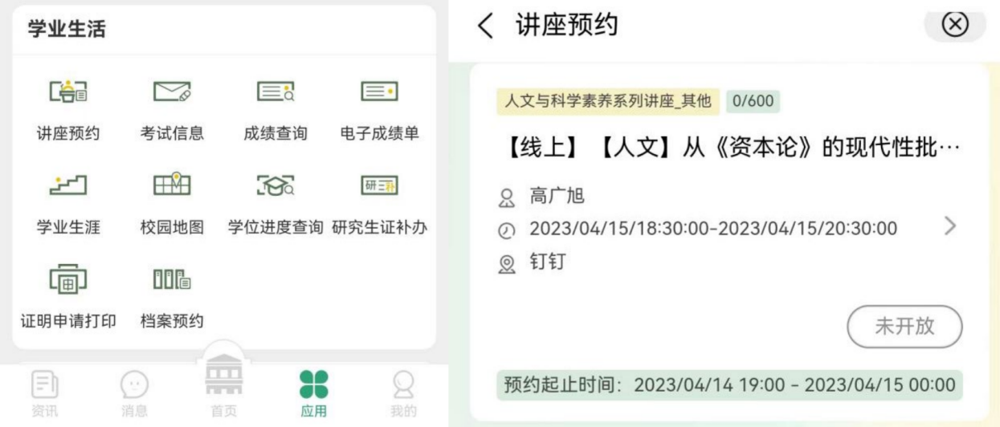 学业生活
讲座预约 考试信息 成绩查询 电子成绩单
研三补
学业生涯 校园地图 学位进度查询 研究生证补办
申
证明申请打印 档案预约
资讯 消息 首页 应用 我的
讲座预约
人文与科学素养系列讲座_其他 0/600
【线上】【人文】从《资本论》的现代性批…
高广旭
2023/04/15/18:30:00-2023/04/15/20:30:00
钉钉
未开放
预约起止时间：2023/04/14 19:00 - 2023/04/15 00:00